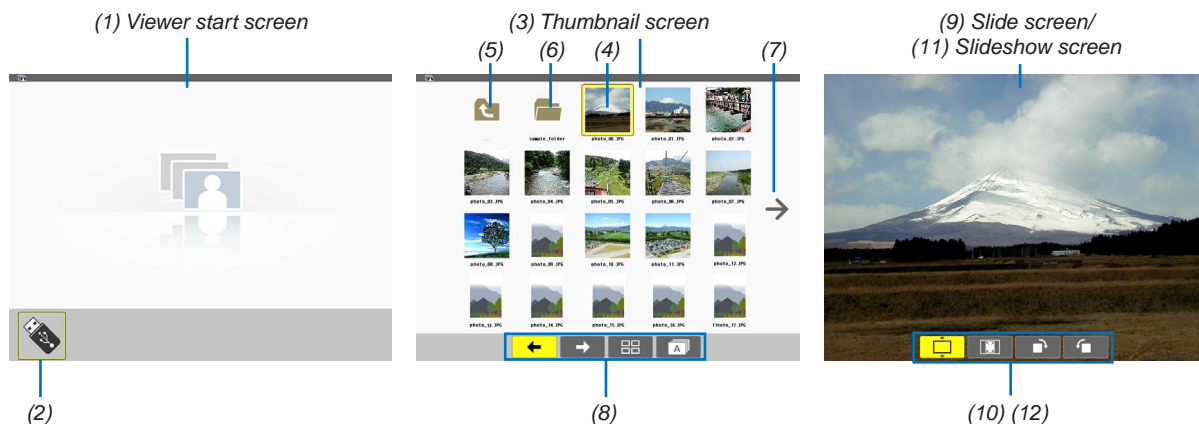 (1) Viewer start screen
(3) Thumbnail screen
(9) Slide screen/
(11) Slideshow screen
(5)
(6)
(4)
(7)
sample_folder
photo_00.JPG
photo_01.JPG
photo_02.JPG
photo_03.JPG
photo_04.JPG
photo_05.JPG
photo_06.JPG
photo_07.JPG
photo_08.JPG
photo_09.JPG
photo_10.JPG
photo_11.JPG
photo_12.JPG
photo_13.JPG
photo_14.JPG
photo_15.JPG
photo_16.JPG
A
(2)
(8)
(10) (12)